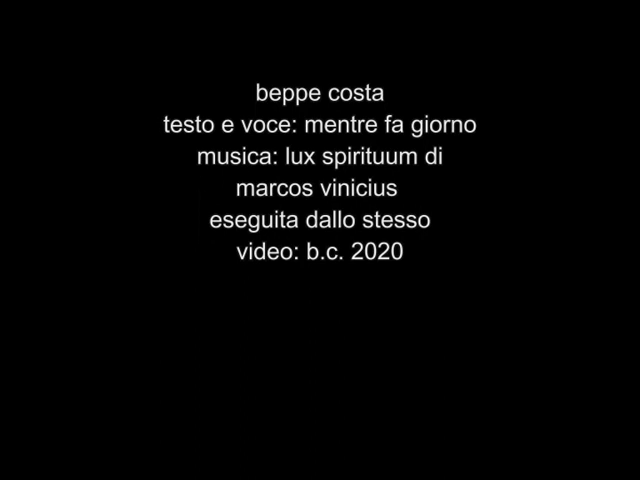 beppe costa
testo e voce: mentre fa giorno
musica: lux spirituum di
marcos vinicius
eseguita dallo stesso
video: b.c. 2020